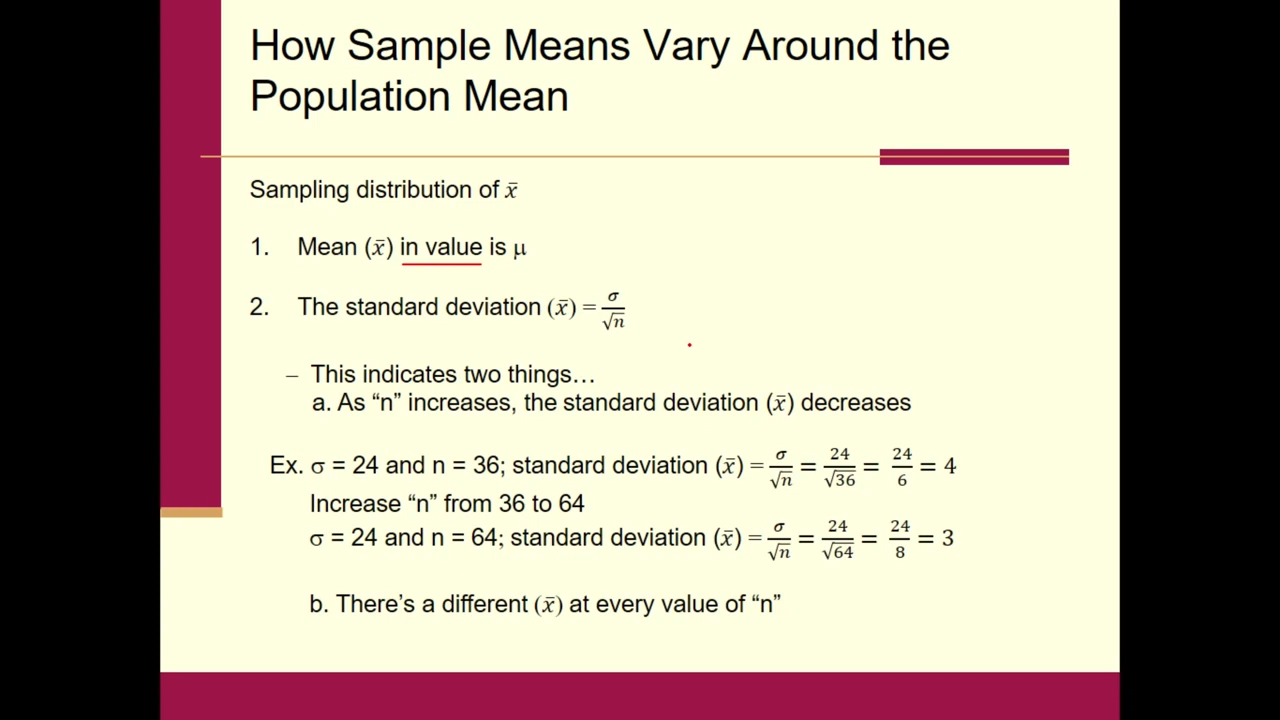 How Sample Means Vary Around the
Population Mean
Sampling distribution of x̄
1. Mean (x̄) in value is μ
2. The standard deviation (x̄) = σ/√n
– This indicates two things…
a. As “n” increases, the standard deviation (x̄) decreases
Ex. σ = 24 and n = 36; standard deviation (x̄) = σ/√n = 24/√36 = 24/6 = 4
Increase “n” from 36 to 64
σ = 24 and n = 64; standard deviation (x̄) = σ/√n = 24/√64 = 24/8 = 3
b. There’s a different (x̄) at every value of “n”